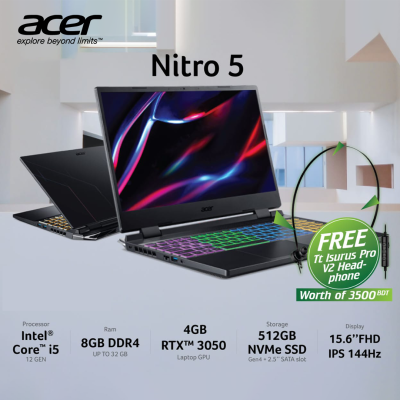 acer
explore beyond limits™
Nitro 5
acer
FREE
Tt Isurus Pro
V2 Head-
phone
Worth of 3500BDT
Processor
Intel®
Core™ i5
12 GEN
Ram
8GB DDR4
UP TO 32 GB
4GB
RTX™ 3050
Laptop GPU
Storage
512GB
NVMe SSD
Gen4 + 2.5" SATA slot
Display
15.6''FHD
IPS 144Hz